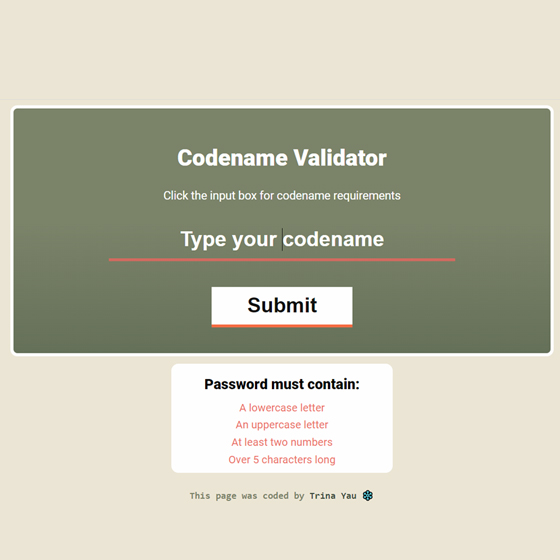 Codename Validator
Click the input box for codename requirements
Type your codename
Submit
Password must contain:
A lowercase letter
An uppercase letter
At least two numbers
Over 5 characters long
This page was coded by Trina Yau